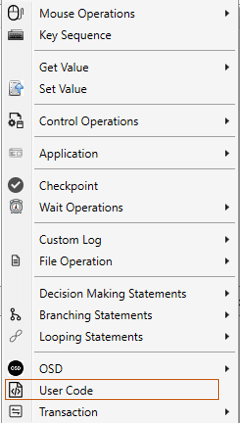 Mouse Operations
Key Sequence
Get Value
Set Value
Control Operations
Application
Checkpoint
Wait Operations
Custom Log
File Operation
Decision Making Statements
Branching Statements
Looping Statements
OSD OSD
User Code
Transaction